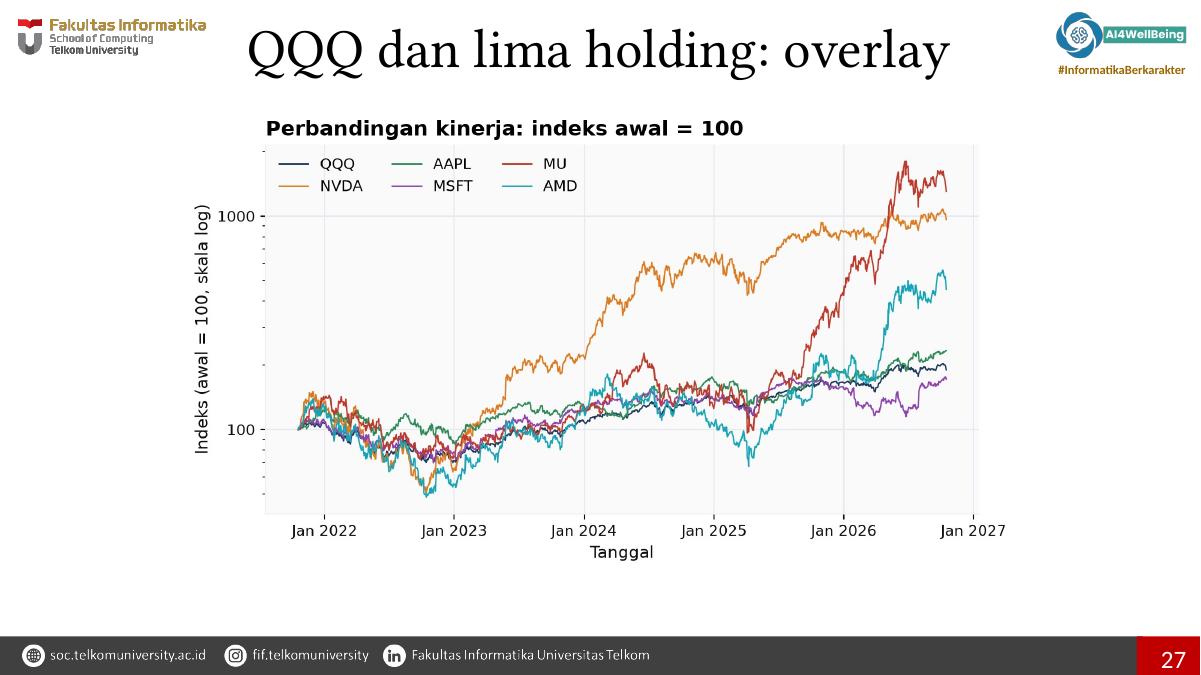 Fakultas Informatika
School of Computing
Telkom University
QQQ dan lima holding: overlay
AI4WellBeing
#InformatikaBerkarakter
Perbandingan kinerja: indeks awal = 100
QQQ AAPL MU
NVDA MSFT AMD
Indeks (awal = 100, skala log)
1000
100
Jan 2022 Jan 2023 Jan 2024 Jan 2025 Jan 2026 Jan 2027
Tanggal
soc.telkomuniversity.ac.id fif.telkomuniversity Fakultas Informatika Universitas Telkom
27